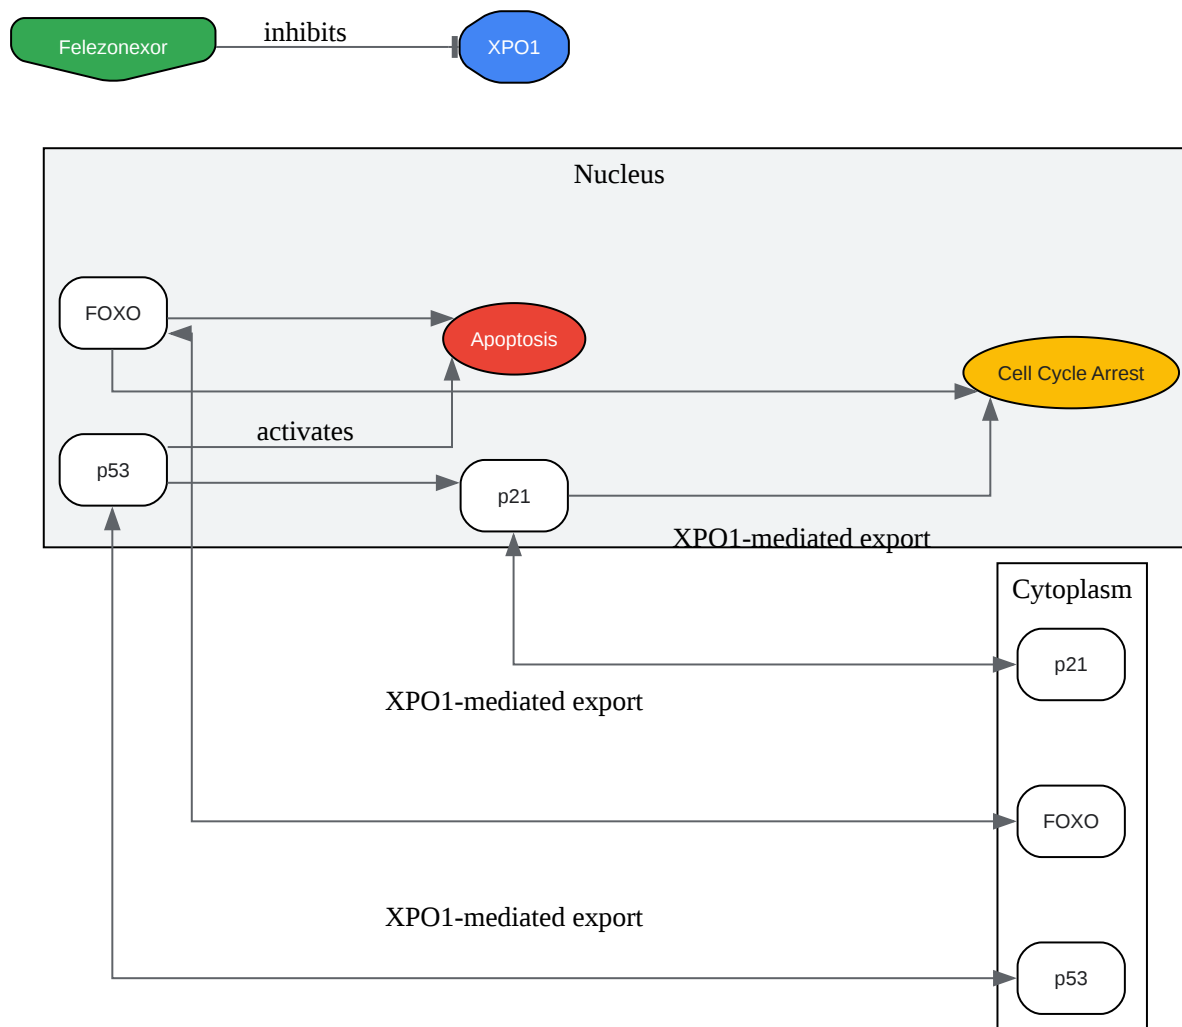 Felezonexor
inhibits
XPO1
Nucleus
FOXO
Apoptosis
Cell Cycle Arrest
activates
p53
p21
XPO1-mediated export
Cytoplasm
p21
XPO1-mediated export
FOXO
XPO1-mediated export
p53